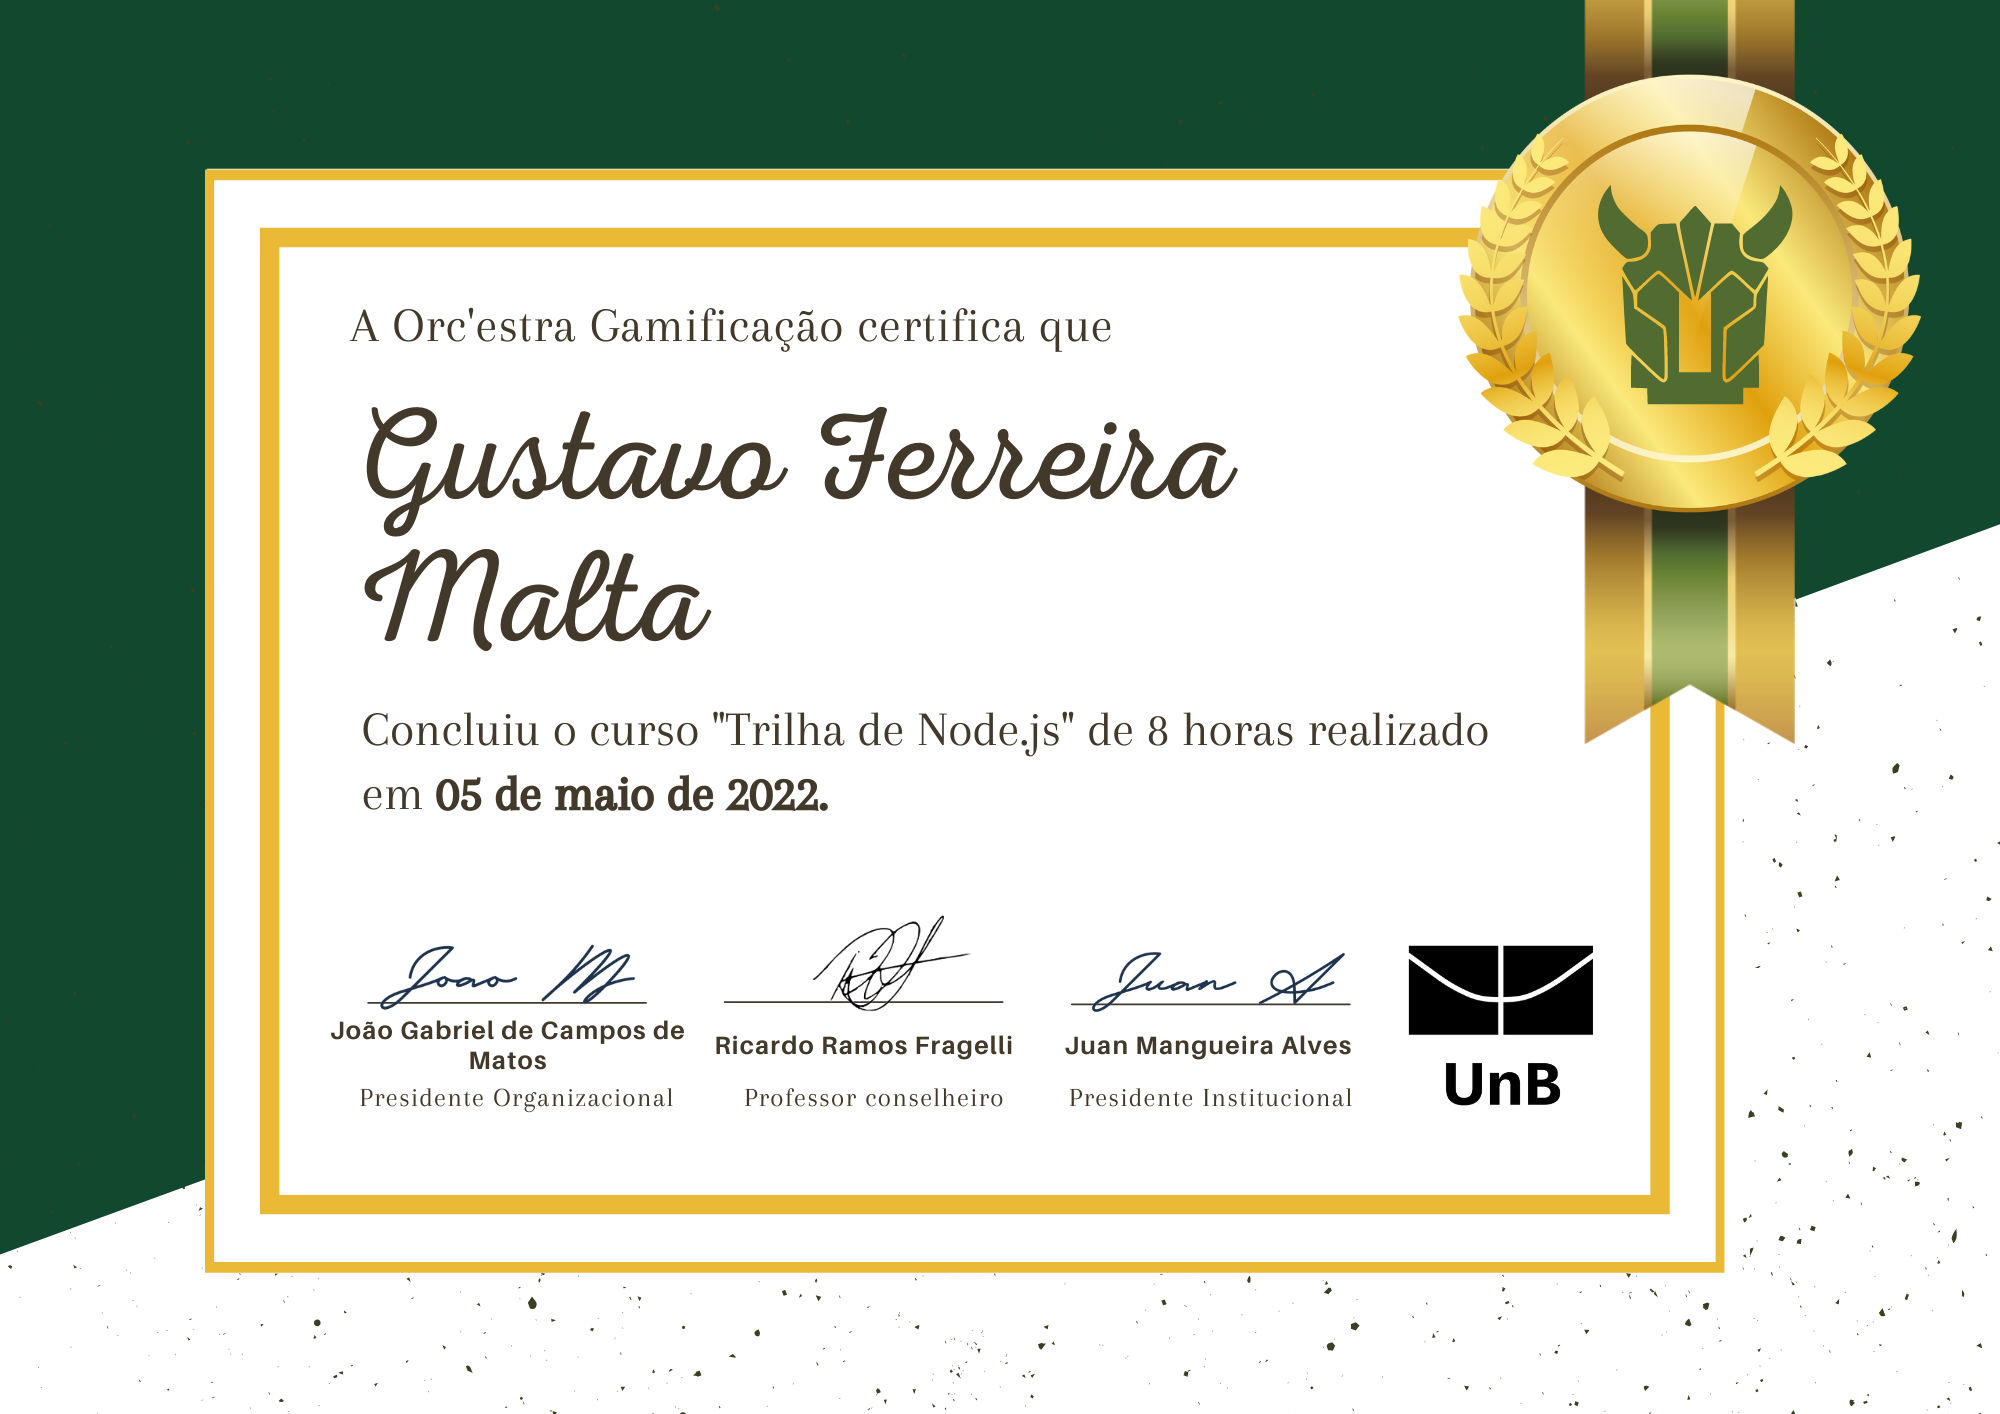 A Orc'estra Gamificação certifica que
Gustavo Ferreira
Malta
Concluiu o curso "Trilha de Node.js" de 8 horas realizado
em 05 de maio de 2022.
Joao M
Juan A
João Gabriel de Campos de
Matos
Presidente Organizacional
Ricardo Ramos Fragelli
Professor conselheiro
Juan Mangueira Alves
Presidente Institucional
UnB